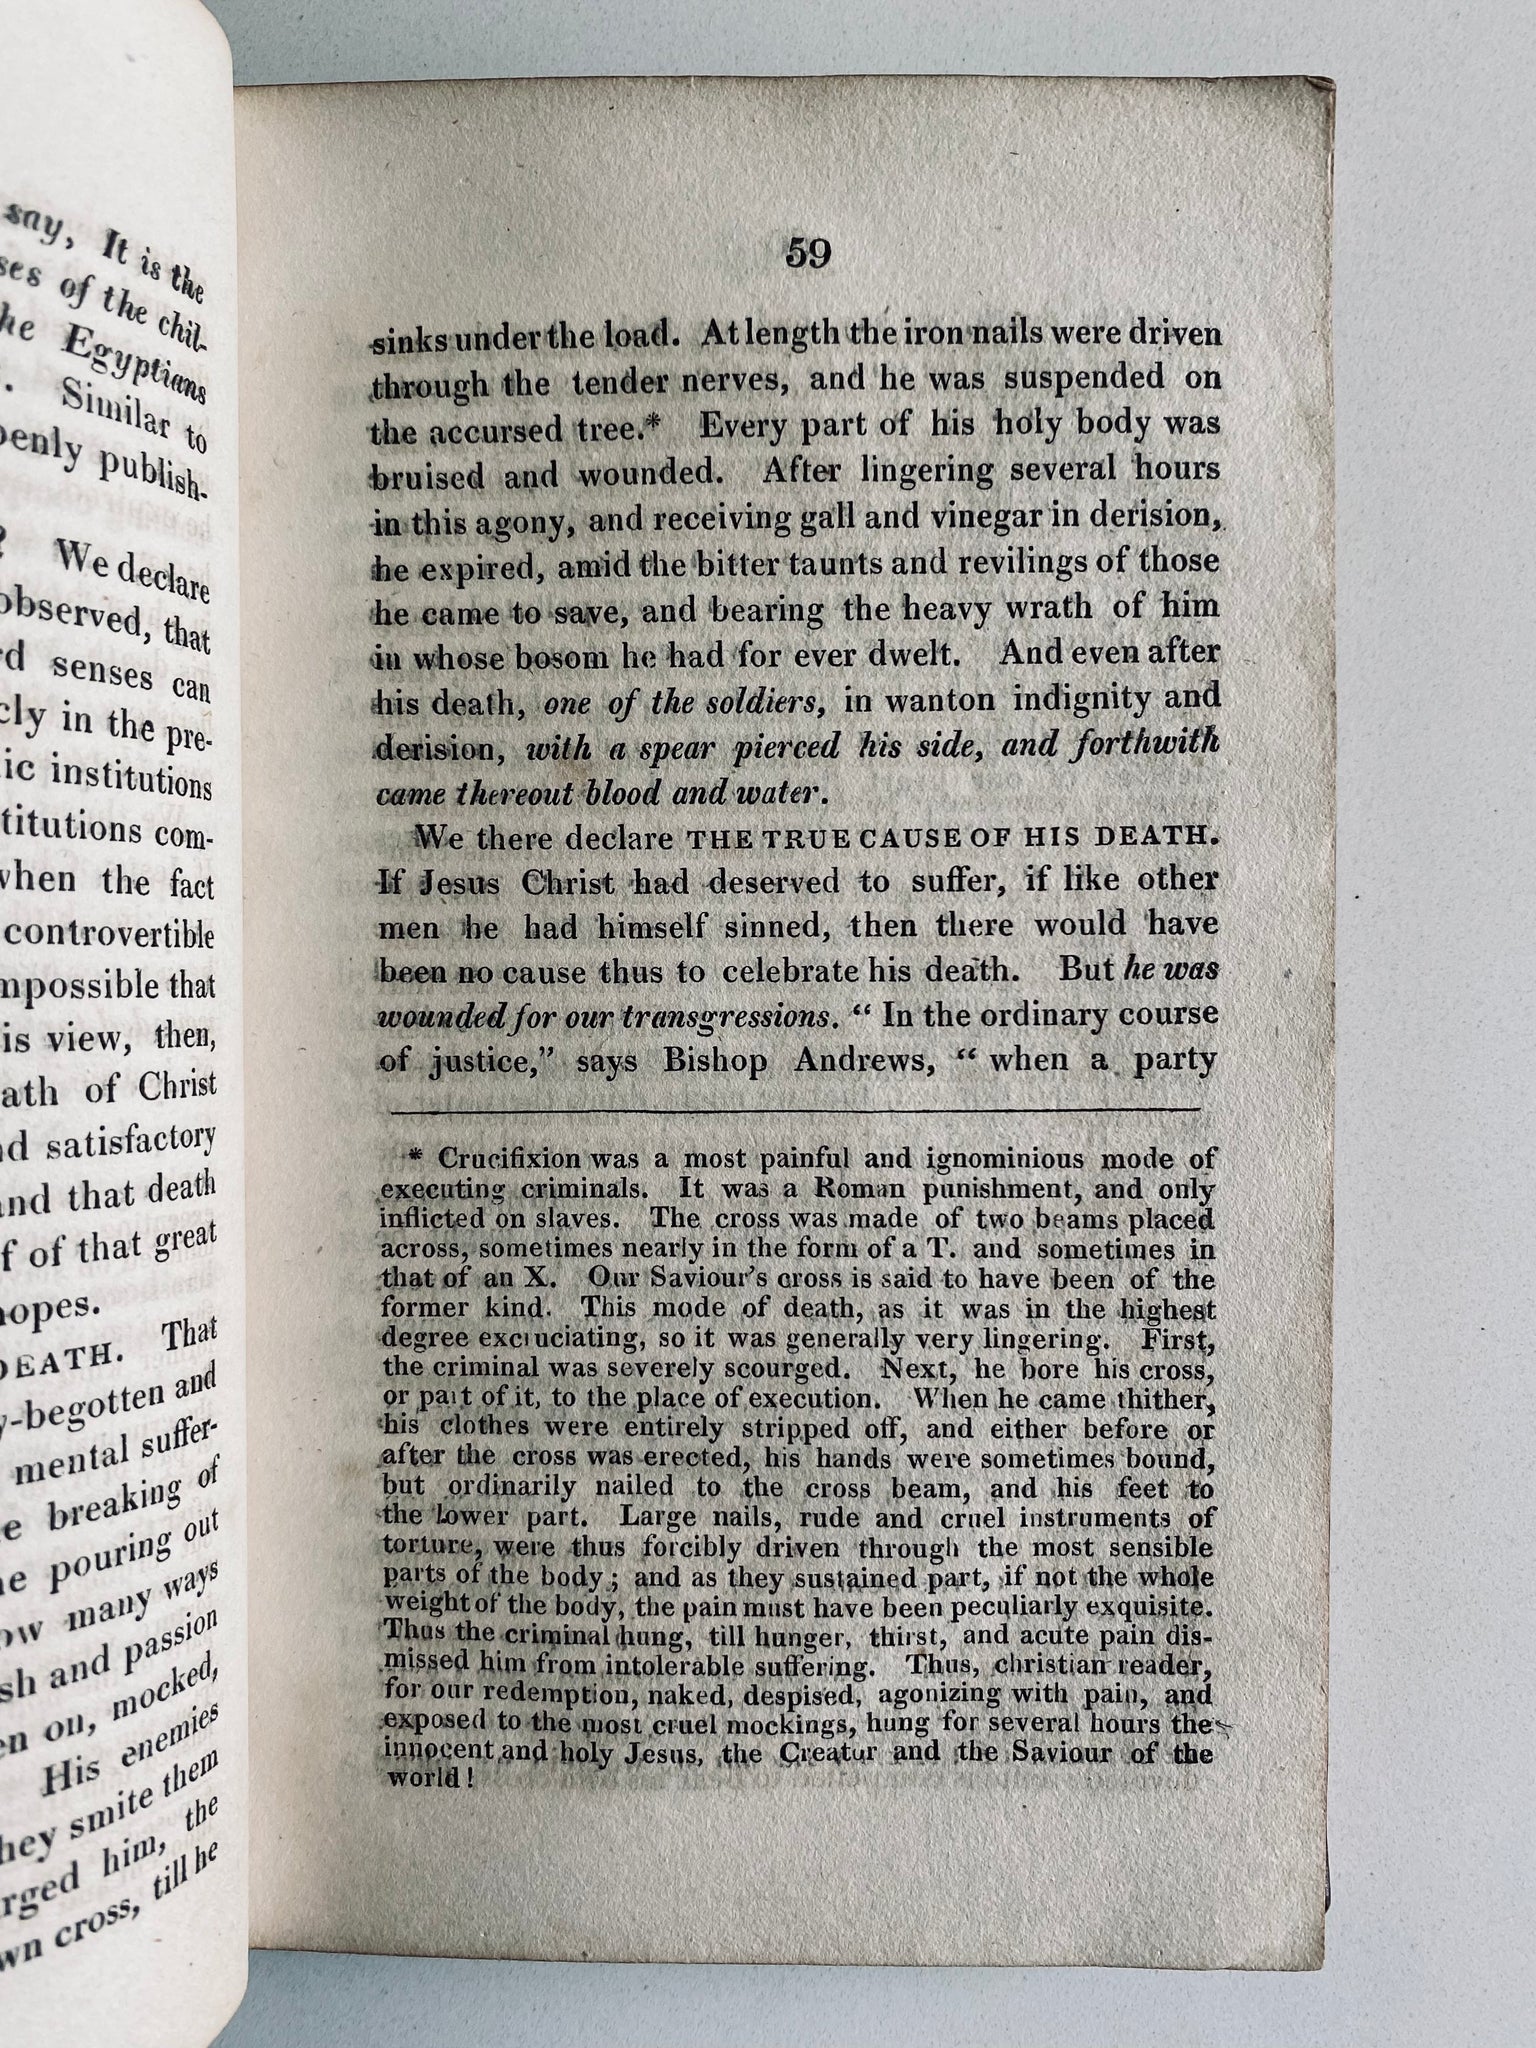 say, It is the
of the chil-
Egyptians
Similar to
publish-
? We declare
observed, that
senses can
in the pre-
institutions
com-
when the fact
controvertible
that
is view, then,
of Christ
satisfactory
and that death
of that great
hopes.
DEATH. That
-begotten and
mental suffer-
breaking of
pouring out
many ways
and passion
on, mocked,
His enemies
they smite them
him, the
cross, till he
59
sinks under the load. At length the iron nails were driven
through the tender nerves, and he was suspended on
the accursed tree.* Every part of his holy body was
bruised and wounded. After lingering several hours
in this agony, and receiving gall and vinegar in derision,
he expired, amid the bitter taunts and revilings of those
he came to save, and bearing the heavy wrath of him
in whose bosom he had for ever dwelt. And even after
his death, one of the soldiers, in wanton indignity and
derision, with a spear pierced his side, and forthwith
came thereout blood and water.
We there declare THE TRUE CAUSE OF HIS DEATH.
If Jesus Christ had deserved to suffer, if like other
men he had himself sinned, then there would have
been no cause thus to celebrate his death. But he was
wounded for our transgressions. “ In the ordinary course
of justice,” says Bishop Andrews, “ when a party
* Crucifixion was a most painful and ignominious mode of
executing criminals. It was a Roman punishment, and only
inflicted on slaves. The cross was made of two beams placed
across, sometimes nearly in the form of a T. and sometimes in
that of an X. Our Saviour's cross is said to have been of the
former kind. This mode of death, as it was in the highest
degree excruciating, so it was generally very lingering. First,
the criminal was severely scourged. Next, he bore his cross,
or part of it, to the place of execution. When he came thither,
his clothes were entirely stripped off, and either before or
after the cross was erected, his hands were sometimes bound,
but ordinarily nailed to the cross beam, and his feet to
the lower part. Large nails, rude and cruel instruments of
torture, were thus forcibly driven through the most sensible
parts of the body; and as they sustained part, if not the whole
weight of the body, the pain must have been peculiarly exquisite.
Thus the criminal hung, till hunger, thirst, and acute pain dis-
missed him from intolerable suffering. Thus, christian reader,
for our redemption, naked, despised, agonizing with pain, and
exposed to the most cruel mockings, hung for several hours the
innocent and holy Jesus, the Creator and the Saviour of the
world!